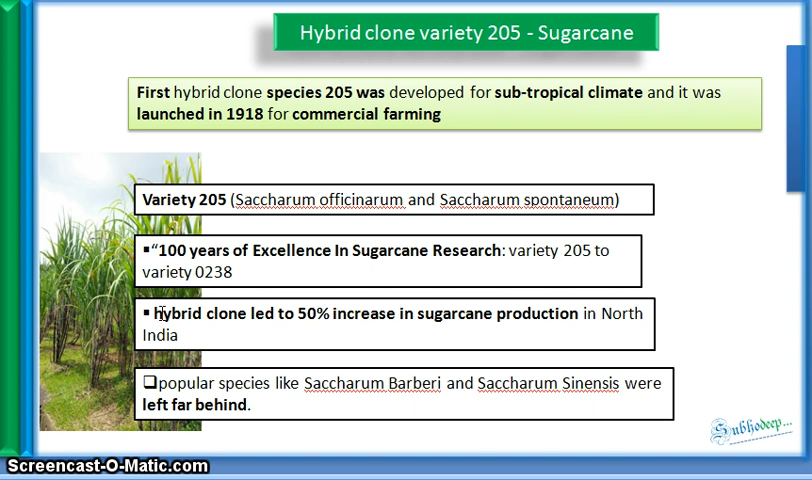 Hybrid clone variety 205 - Sugarcane
First hybrid clone species 205 was developed for sub-tropical climate and it was
launched in 1918 for commercial farming
Variety 205 (Saccharum officinarum and Saccharum spontaneum)
▪“100 years of Excellence In Sugarcane Research: variety 205 to
variety 0238
▪ hybrid clone led to 50% increase in sugarcane production in North
India
❑popular species like Saccharum Barberi and Saccharum Sinensis were
left far behind.
Subhodeep...
Screencast-O-Matic.com